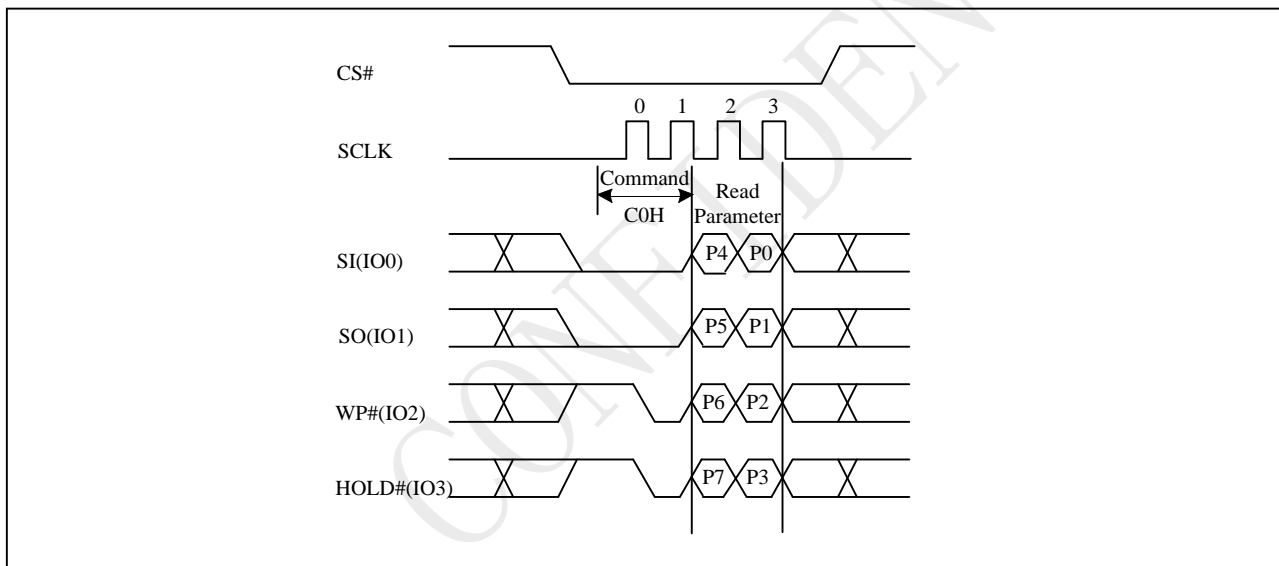 CS#
0 1 2 3
SCLK
Command
C0H
Read
Parameter
SI(IO0)
P4 P0
SO(IO1)
P5 P1
WP#(IO2)
P6 P2
HOLD#(IO3)
P7 P3
CONFIDEN